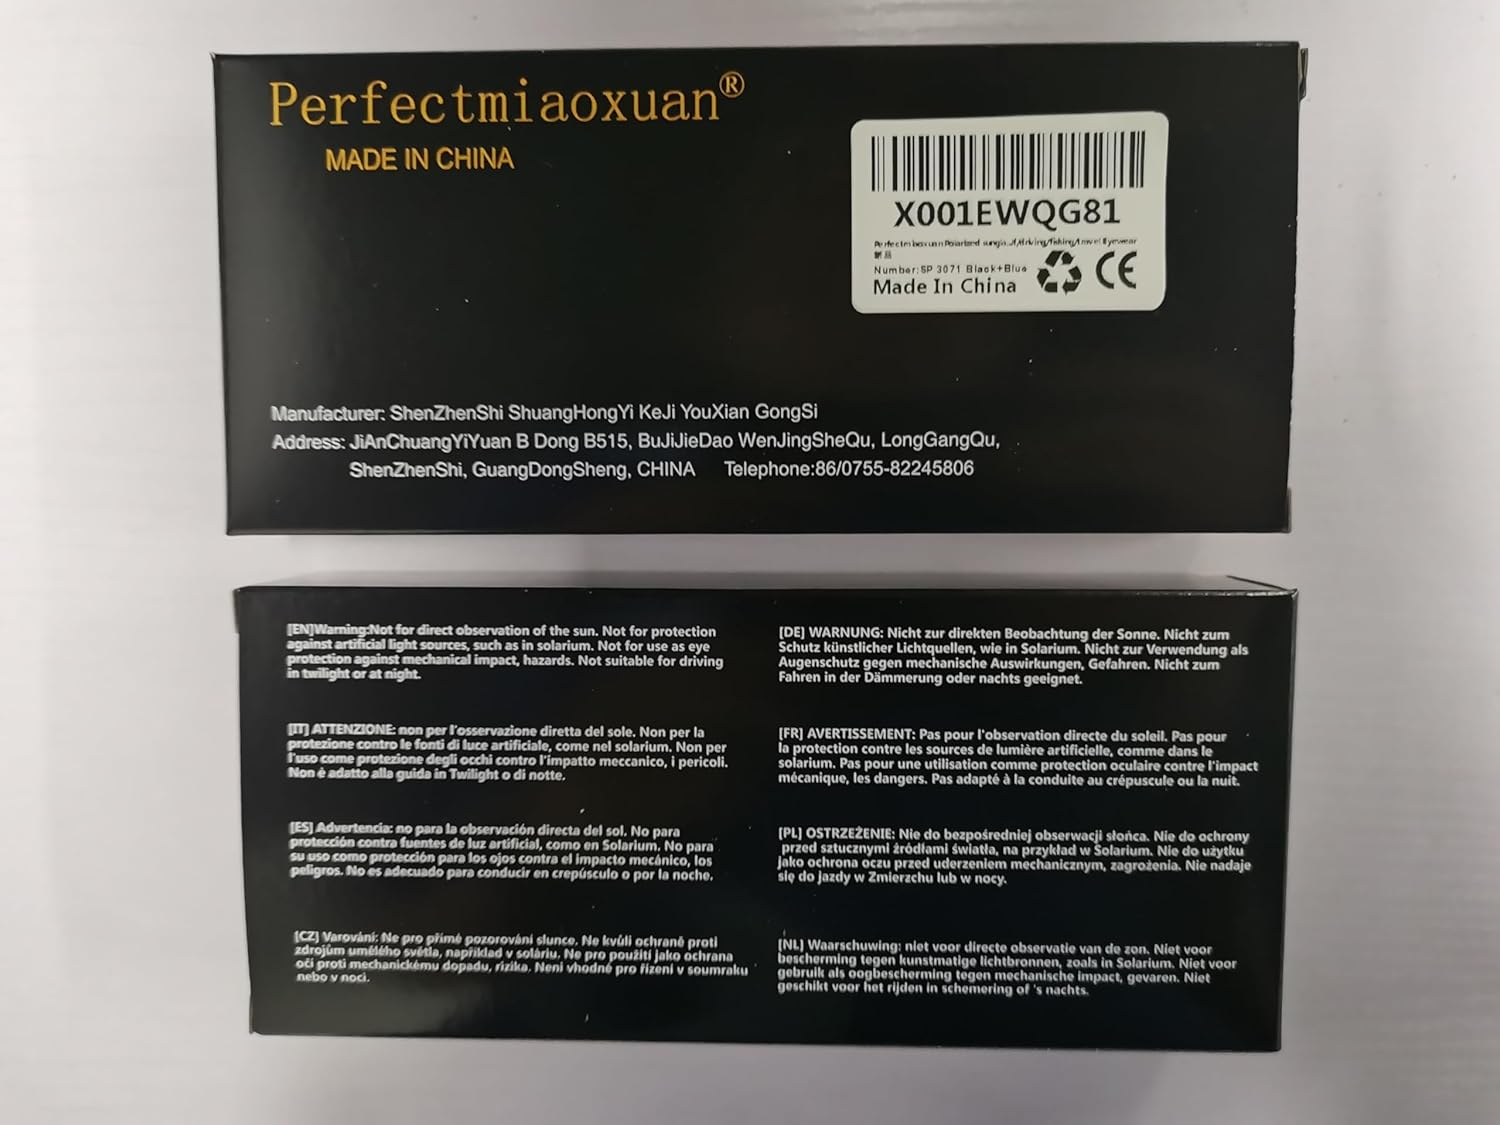 Perfectmiaoxuan®
MADE IN CHINA
X001EWQG81
Perfectmiaoxuan Polarized sungla...lf/driving/fishing/travel Eyewear
新品
Number: SP 3071 Black+Blue
Made In China
CE
Manufacturer: ShenZhenShi ShuangHongYi KeJi YouXian GongSi
Address: JiAnChuangYiYuan B Dong B515, BuJiJieDao WenJingSheQu, LongGangQu,
ShenZhenShi, GuangDongSheng, CHINA Telephone:86/0755-82245806
[EN]Warning:Not for direct observation of the sun. Not for protection
against artificial light sources, such as in solarium. Not for use as eye
protection against mechanical impact, hazards. Not suitable for driving
in twilight or at night.
[DE] WARNUNG: Nicht zur direkten Beobachtung der Sonne. Nicht zum
Schutz künstlicher Lichtquellen, wie in Solarium. Nicht zur Verwendung als
Augenschutz gegen mechanische Auswirkungen, Gefahren. Nicht zum
Fahren in der Dämmerung oder nachts geeignet.
[IT] ATTENZIONE: non per l'osservazione diretta del sole. Non per la
protezione contro le fonti di luce artificiale, come nel solarium. Non per
l'uso come protezione degli occhi contro l'impatto meccanico, i pericoli.
Non è adatto alla guida in Twilight o di notte.
[FR] AVERTISSEMENT: Pas pour l'observation directe du soleil. Pas pour
la protection contre les sources de lumière artificielle, comme dans le
solarium. Pas pour une utilisation comme protection oculaire contre l'impact
mécanique, les dangers. Pas adapté à la conduite au crépuscule ou la nuit.
[ES] Advertencia: no para la observación directa del sol. No para
protección contra fuentes de luz artificial, como en Solarium. No para
su uso como protección para los ojos contra el impacto mecánico, los
peligros. No es adecuado para conducir en crepúsculo o por la noche.
[PL] OSTRZEŻENIE: Nie do bezpośredniej obserwacji słońca. Nie do ochrony
przed sztucznymi źródłami światła, na przykład w Solarium. Nie do użytku
jako ochrona oczu przed uderzeniem mechanicznym, zagrożenia. Nie nadaje
się do jazdy w Zmierzchu lub w nocy.
[CZ] Varování: Ne pro přímé pozorování slunce. Ne kvůli ochraně proti
zdrojům umělého světla, například v soláriu. Ne pro použití jako ochrana
očí proti mechanickému dopadu, rizika. Není vhodné pro řízení v soumraku
nebo v noci.
[NL] Waarschuwing: niet voor directe observatie van de zon. Niet voor
bescherming tegen kunstmatige lichtbronnen, zoals in Solarium. Niet voor
gebruik als oogbescherming tegen mechanische impact, gevaren. Niet
geschikt voor het rijden in schemering of 's nachts.